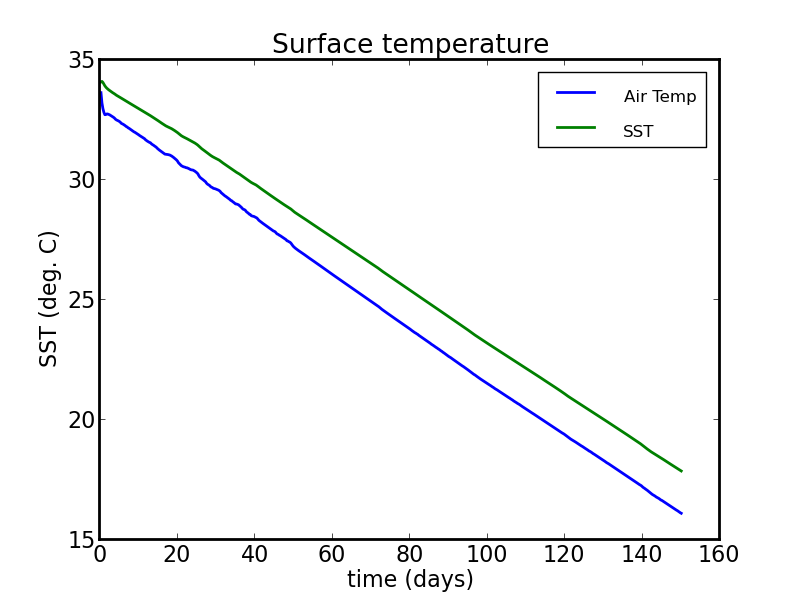 Surface temperature
35
30
25
20
15
SST (deg. C)
Air Temp
SST
0 20 40 60 80 100 120 140 160
time (days)